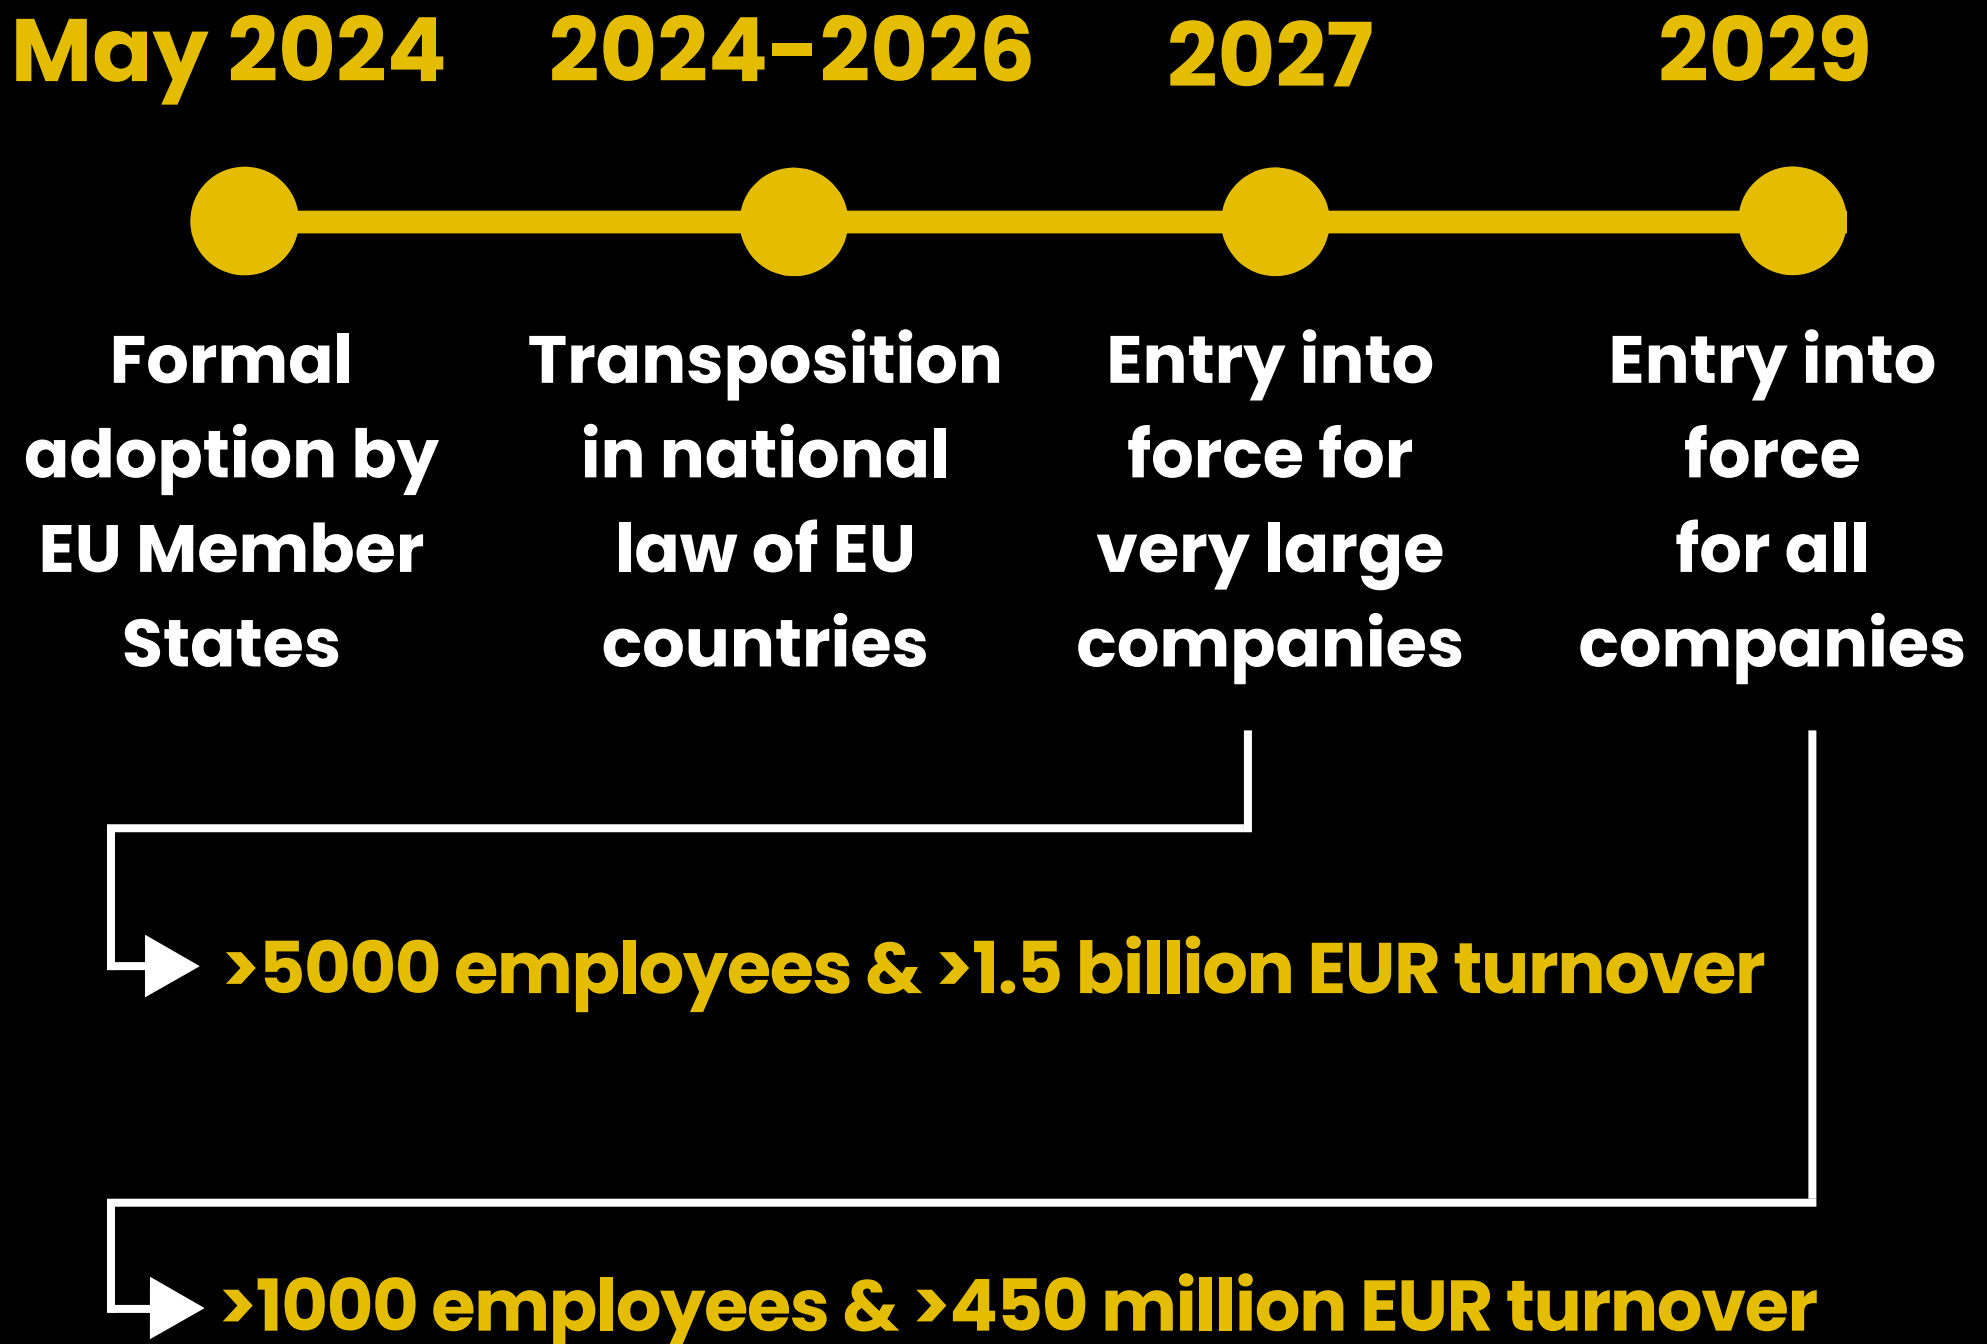 May 2024
2024-2026
2027
2029
Formal
adoption by
EU Member
States
Transposition
in national
law of EU
countries
Entry into
force for
very large
companies
Entry into
force
for all
companies
>5000 employees & >1.5 billion EUR turnover
>1000 employees & >450 million EUR turnover